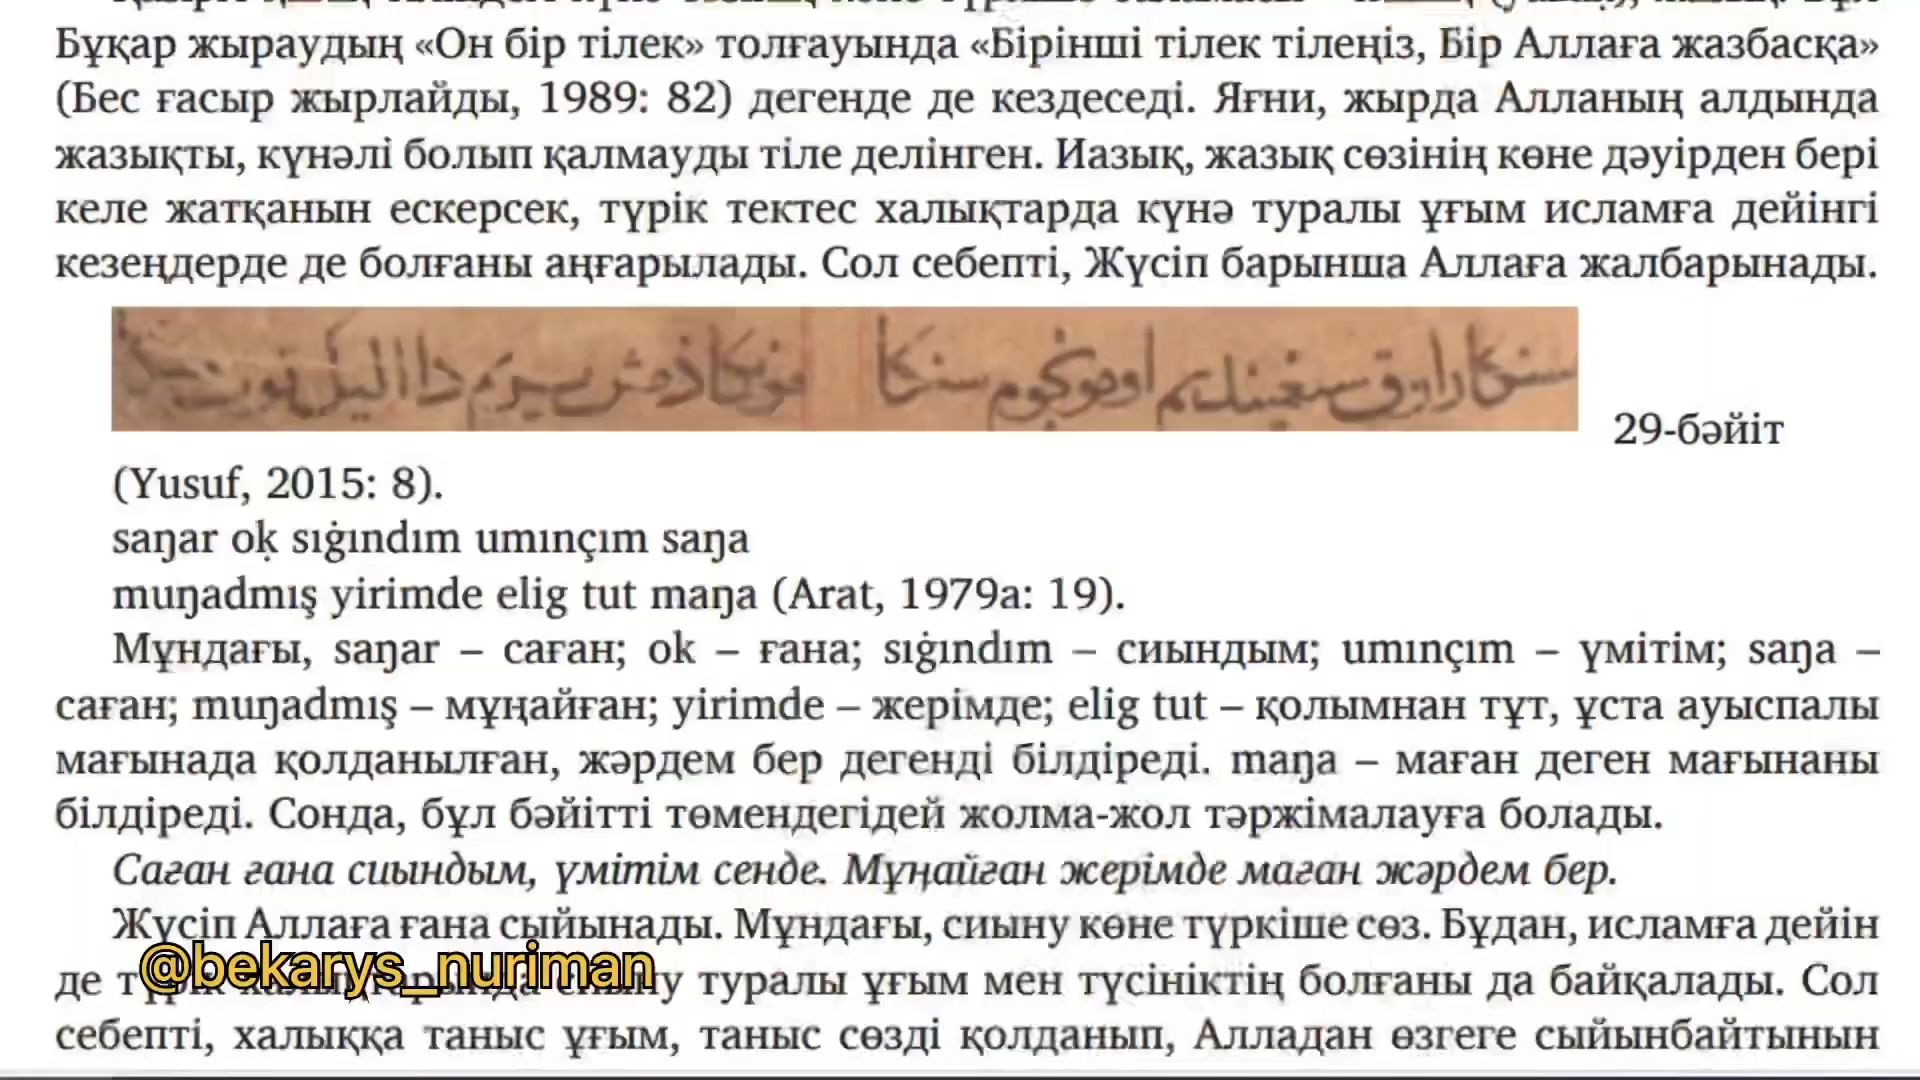 Бұқар жыраудың «Он бір тілек» толғауында «Бірінші тілек тілеңіз, Бір Аллаға жазбасқа»
(Бес ғасыр жырлайды, 1989: 82) дегенде де кездеседі. Яғни, жырда Алланың алдында
жазықты, күнәлі болып қалмауды тіле делінген. Иазық, жазық сөзінің көне дәуірден бері
келе жатқанын ескерсек, түрік тектес халықтарда күнә туралы ұғым исламға дейінгі
кезеңдерде де болғаны аңғарылады. Сол себепті, Жүсіп барынша Аллаға жалбарынады.
29-бәйіт
(Yusuf, 2015: 8).
saŋar oḳ sıġındım umınçım saŋa
muŋadmış yirimde elig tut maŋa (Arat, 1979a: 19).
Мұндағы, saŋar – саған; ok – ғана; sıġındım – сиындым; umınçım – үмітім; saŋa –
саған; muŋadmış – мұңайған; yirimde – жерімде; elig tut – қолымнан тұт, ұста ауыспалы
мағынада қолданылған, жәрдем бер дегенді білдіреді. maŋa – маған деген мағынаны
білдіреді. Сонда, бұл бәйітті төмендегідей жолма-жол тәржімалауға болады.
Саған ғана сиындым, үмітім сенде. Мұңайған жерімде маған жәрдем бер.
Жүсіп Аллаға ғана сыйынады. Мұндағы, сиыну көне түркіше сөз. Бұдан, исламға дейін
@bekarys_nuriman
де туралы ұғым мен түсініктің болғаны да байқалады. Сол
себепті, халыққа таныс ұғым, таныс сөзді қолданып, Алладан өзгеге сыйынбайтынын